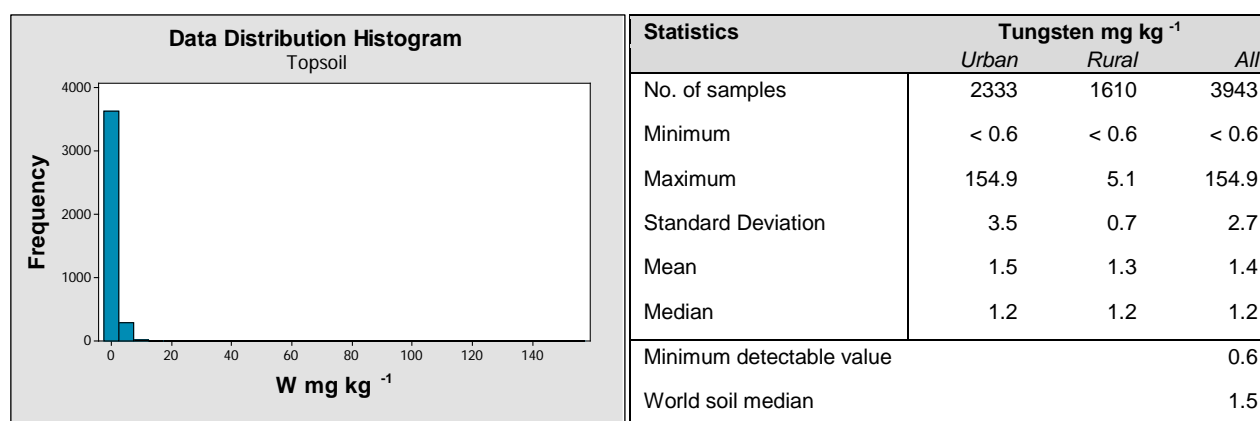 Data Distribution Histogram
Topsoil
Frequency
4000
3000
2000
1000
0
0 20 40 60 80 100 120 140
W mg kg -1
Statistics Tungsten mg kg -1
Urban Rural All
No. of samples 2333 1610 3943
Minimum < 0.6 < 0.6 < 0.6
Maximum 154.9 5.1 154.9
Standard Deviation 3.5 0.7 2.7
Mean 1.5 1.3 1.4
Median 1.2 1.2 1.2
Minimum detectable value 0.6
World soil median 1.5